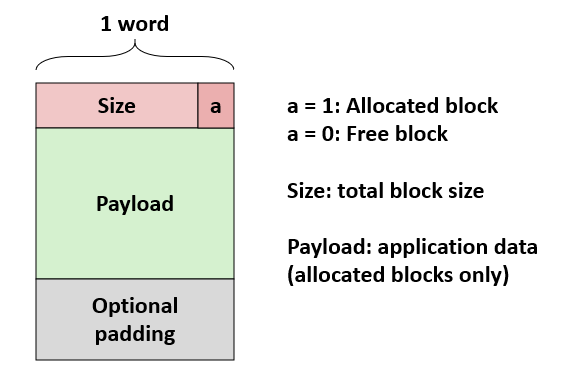 1 word
Size
a
Payload
Optional
padding
a = 1: Allocated block
a = 0: Free block
Size: total block size
Payload: application data
(allocated blocks only)